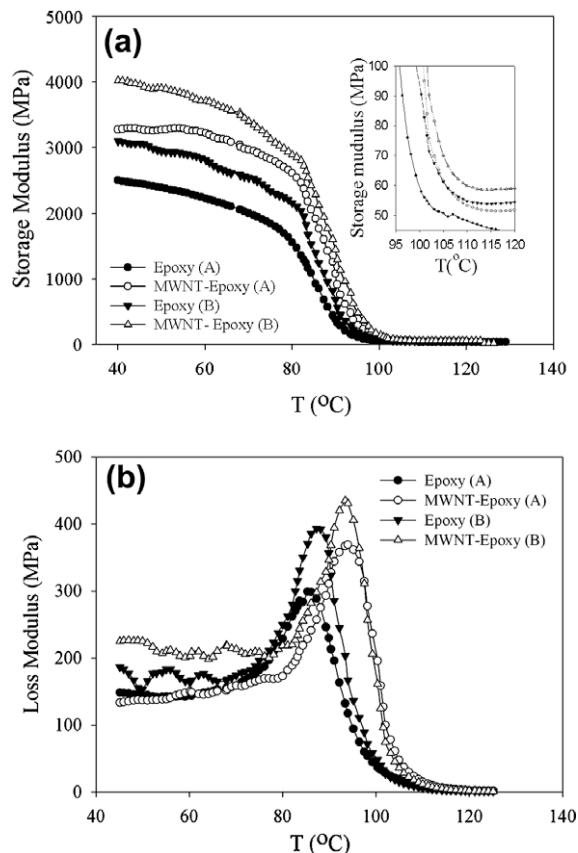 (a)
Storage Modulus (MPa)
5000
4000
3000
2000
1000
0
Epoxy (A)
MWNT-Epoxy (A)
Epoxy (B)
MWNT- Epoxy (B)
Storage mudulus (MPa)
100
90
80
70
60
50
95 100 105 110 115 120
T(°C)
40 60 80 100 120 140
T (°C)
(b)
Loss Modulus (MPa)
500
400
300
200
100
0
Epoxy (A)
MWNT-Epoxy (A)
Epoxy (B)
MWNT-Epoxy (B)
40 60 80 100 120 140
T (°C)